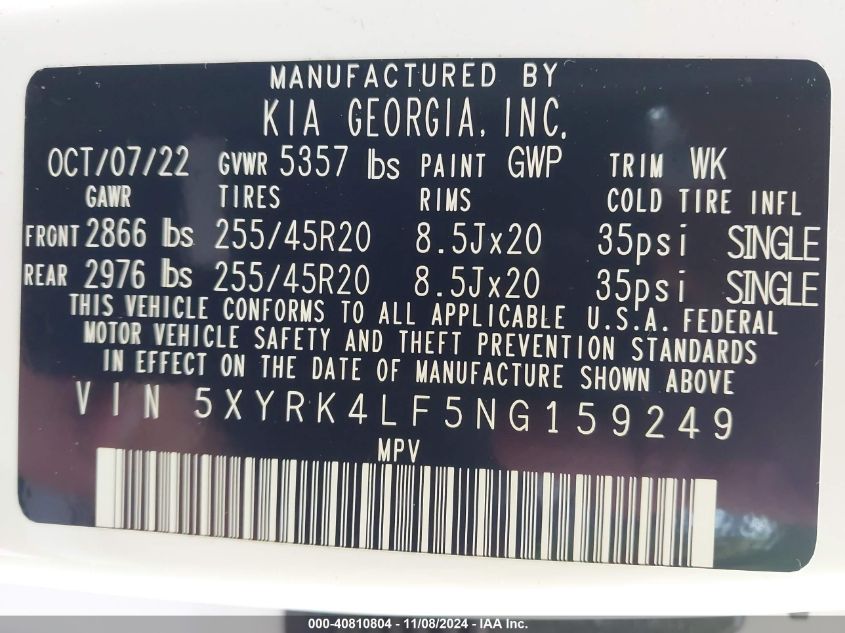 MANUFACTURED BY
KIA GEORGIA, INC.
OCT/07/22 GVWR 5357 lbs PAINT GWP TRIM WK
GAWR TIRES RIMS COLD TIRE INFL
FRONT 2866 lbs 255/45R20 8.5Jx20 35psi SINGLE
REAR 2976 lbs 255/45R20 8.5Jx20 35psi SINGLE
THIS VEHICLE CONFORMS TO ALL APPLICABLE U.S.A. FEDERAL
MOTOR VEHICLE SAFETY AND THEFT PREVENTION STANDARDS
IN EFFECT ON THE DATE OF MANUFACTURE SHOWN ABOVE
VIN 5XYRK4LF5NG159249
MPV
000-40810804 - 11/08/2024 - IAA Inc.